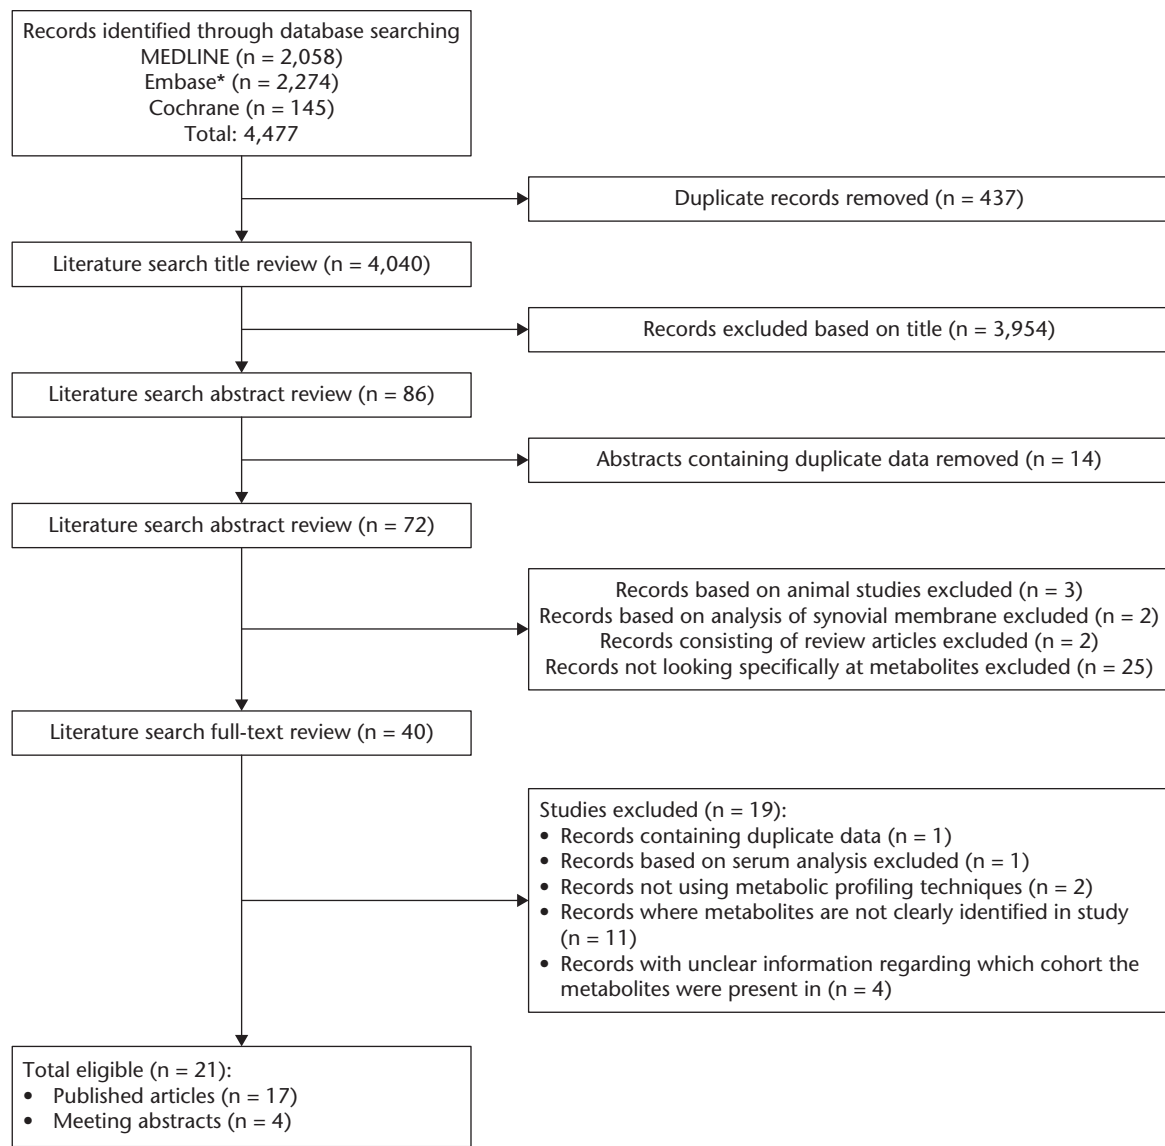 Records identified through database searching
MEDLINE (n = 2,058)
Embase* (n = 2,274)
Cochrane (n = 145)
Total: 4,477
Duplicate records removed (n = 437)
Literature search title review (n = 4,040)
Records excluded based on title (n = 3,954)
Literature search abstract review (n = 86)
Abstracts containing duplicate data removed (n = 14)
Literature search abstract review (n = 72)
Records based on animal studies excluded (n = 3)
Records based on analysis of synovial membrane excluded (n = 2)
Records consisting of review articles excluded (n = 2)
Records not looking specifically at metabolites excluded (n = 25)
Literature search full-text review (n = 40)
Studies excluded (n = 19):
• Records containing duplicate data (n = 1)
• Records based on serum analysis excluded (n = 1)
• Records not using metabolic profiling techniques (n = 2)
• Records where metabolites are not clearly identified in study
(n = 11)
• Records with unclear information regarding which cohort the
metabolites were present in (n = 4)
Total eligible (n = 21):
• Published articles (n = 17)
• Meeting abstracts (n = 4)